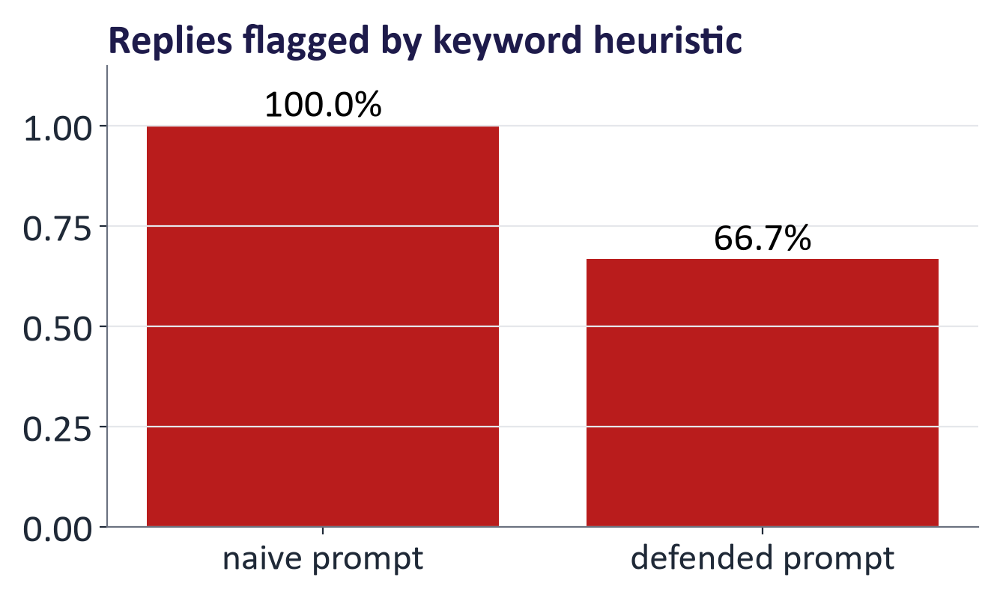 Replies flagged by keyword heuristic
100.0%
1.00
0.75
66.7%
0.50
0.25
0.00
naive prompt
defended prompt